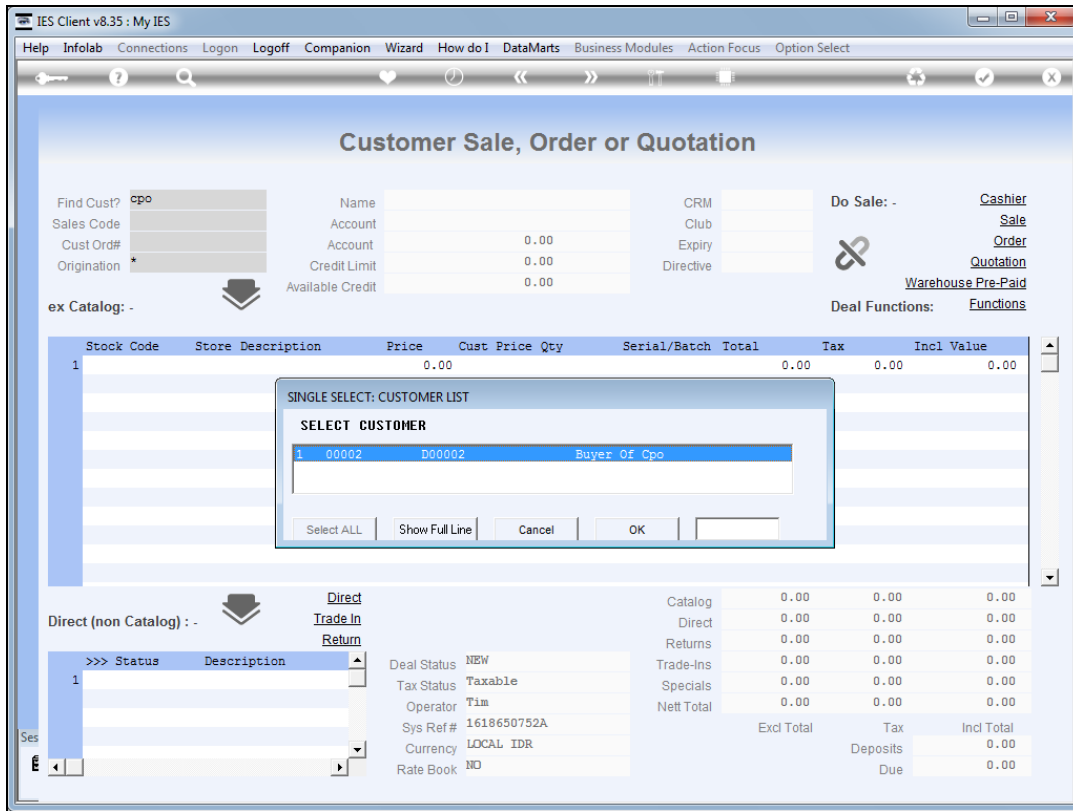 IES Client v8.35 : My IES
Help Infolab Connections Logon Logoff Companion Wizard How do I DataMarts Business Modules Action Focus Option Select
Customer Sale, Order or Quotation
Find Cust? cpo Name CRM Do Sale: - Cashier
Sales Code Account Club Sale
Cust Ord# Account 0.00 Expiry Order
Origination * Credit Limit 0.00 Directive Quotation
Available Credit 0.00 Warehouse Pre-Paid
ex Catalog: - Deal Functions: Functions
Stock Code Store Description Price Cust Price Qty Serial/Batch Total Tax Incl Value
1 0.00 0.00 0.00 0.00
SINGLE SELECT: CUSTOMER LIST
SELECT CUSTOMER
1 00002 D00002 Buyer Of Cpo
Select ALL Show Full Line Cancel OK
Direct (non Catalog) : - Direct
Trade In
Return
Catalog 0.00 0.00 0.00
Direct 0.00 0.00 0.00
Returns 0.00 0.00 0.00
>>> Status Description
1
Deal Status NEW Trade-Ins 0.00 0.00 0.00
Tax Status Taxable Specials 0.00 0.00 0.00
Operator Tim Nett Total 0.00 0.00 0.00
Sys Ref# 1618650752A Excl Total Tax Incl Total
Currency LOCAL IDR Deposits 0.00
Rate Book NO Due 0.00
Ses